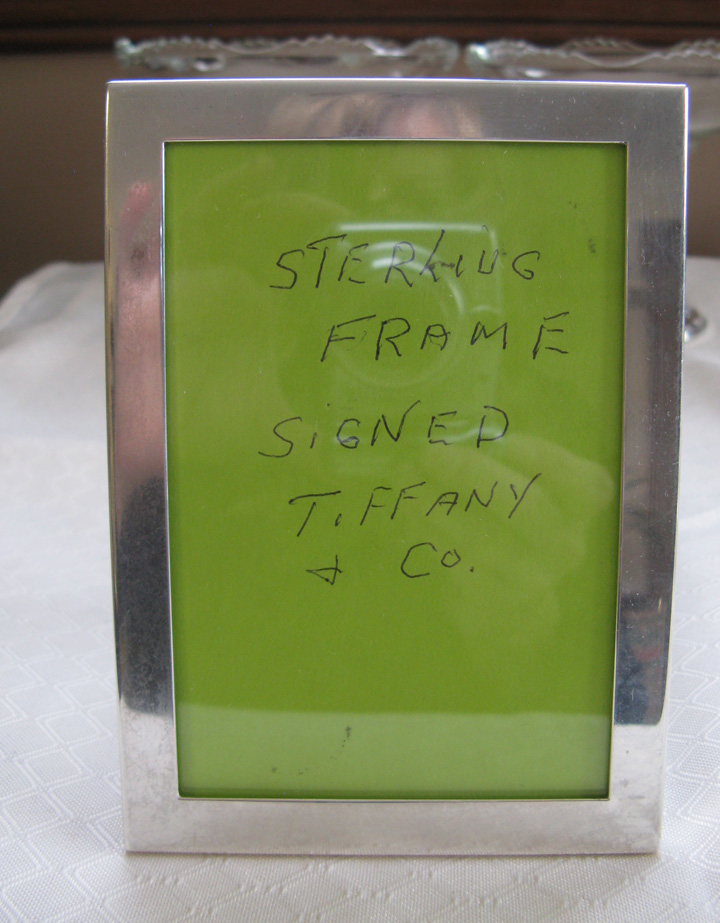 STERLING
FRAME
SiGNED
TiFFANY
+ Co.